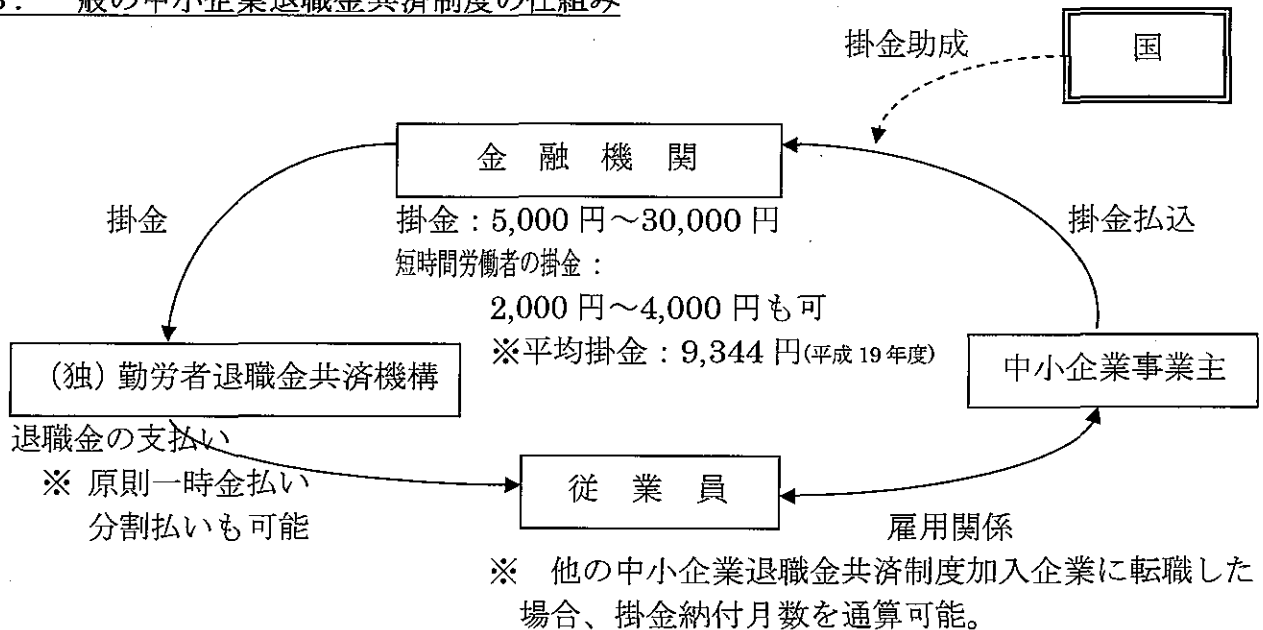 一般の中小企業退職金共済制度の仕組み
掛金助成
国
金 融 機 関
掛金
掛金：5,000 円～30,000 円
掛金払込
短時間労働者の掛金：
2,000 円～4,000 円も可
※平均掛金：9,344 円(平成 19 年度)
(独) 勤労者退職金共済機構
中小企業事業主
退職金の支払い
※ 原則一時金払い
分割払いも可能
従 業 員
雇用関係
※ 他の中小企業退職金共済制度加入企業に転職した
場合、掛金納付月数を通算可能。